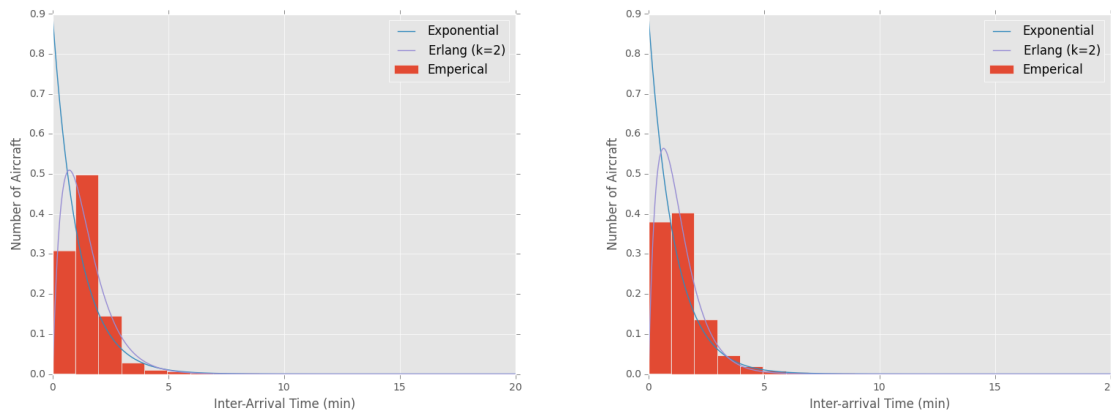 0.9
0.8
0.7
0.6
0.5
0.4
0.3
0.2
0.1
0.0
Number of Aircraft
Exponential
Erlang (k=2)
Emperical
0 5 10 15 20
Inter-Arrival Time (min)
0.9
0.8
0.7
0.6
0.5
0.4
0.3
0.2
0.1
0.0
Number of Aircraft
Exponential
Erlang (k=2)
Emperical
0 5 10 15 2
Inter-arrival Time (min)